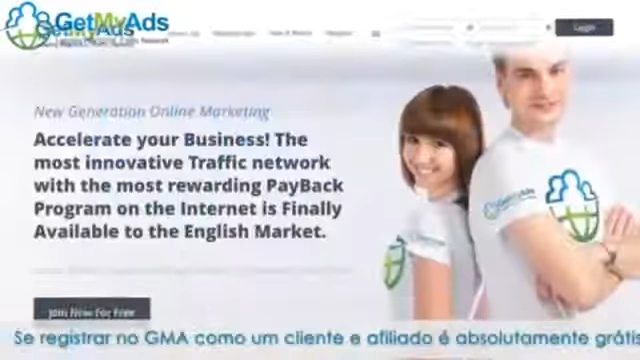 GetMyAds
GetMyAds
Login
New Generation Online Marketing
Accelerate your Business! The
most innovative Traffic network
with the most rewarding PayBack
Program on the Internet is Finally
Available to the English Market.
GetMyAds
Join Now For Free
Se registrar no GMA como um cliente e afiliado é absolutamente grátis